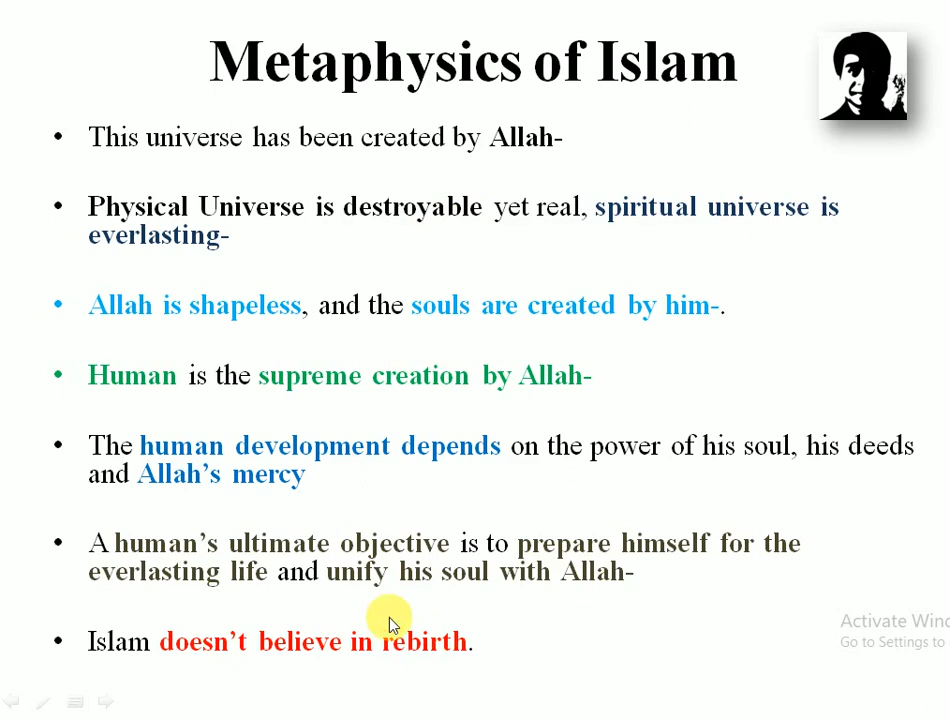 Metaphysics of Islam
• This universe has been created by Allah-
• Physical Universe is destroyable yet real, spiritual universe is
everlasting-
• Allah is shapeless, and the souls are created by him-.
• Human is the supreme creation by Allah-
• The human development depends on the power of his soul, his deeds
and Allah's mercy
• A human's ultimate objective is to prepare himself for the
everlasting life and unify his soul with Allah-
• Islam doesn't believe in rebirth.
Activate Wind
Go to Settings to